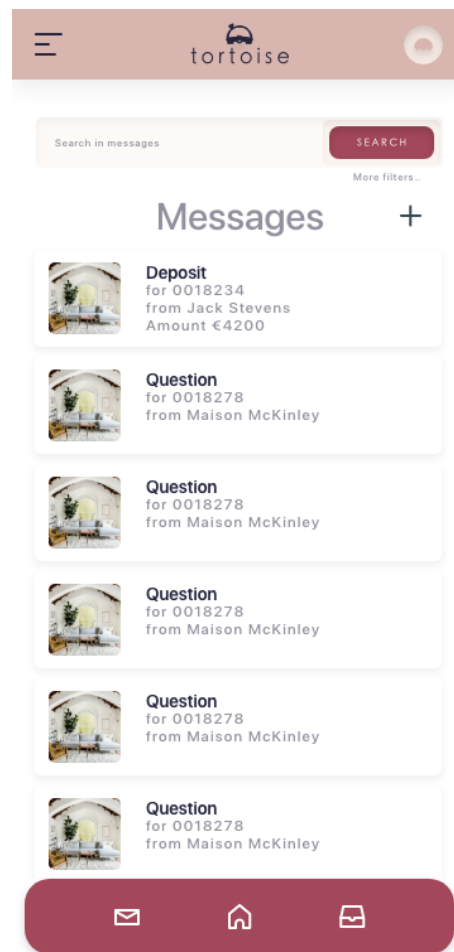 tortoise
Search in messages
SEARCH
More filters...
Messages
Deposit
for 0018234
from Jack Stevens
Amount €4200
Question
for 0018278
from Maison McKinley
Question
for 0018278
from Maison McKinley
Question
for 0018278
from Maison McKinley
Question
for 0018278
from Maison McKinley
Question
for 0018278
from Maison McKinley